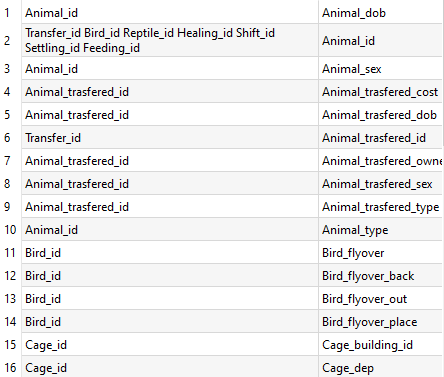 1 Animal_id Animal_dob
2 Transfer_id Bird_id Reptile_id Healing_id Shift_id Animal_id
Settling_id Feeding_id
3 Animal_id Animal_sex
4 Animal_trasfered_id Animal_trasfered_cost
5 Animal_trasfered_id Animal_trasfered_dob
6 Transfer_id Animal_trasfered_id
7 Animal_trasfered_id Animal_trasfered_owne
8 Animal_trasfered_id Animal_trasfered_sex
9 Animal_trasfered_id Animal_trasfered_type
10 Animal_id Animal_type
11 Bird_id Bird_flyover
12 Bird_id Bird_flyover_back
13 Bird_id Bird_flyover_out
14 Bird_id Bird_flyover_place
15 Cage_id Cage_building_id
16 Cage_id Cage_dep